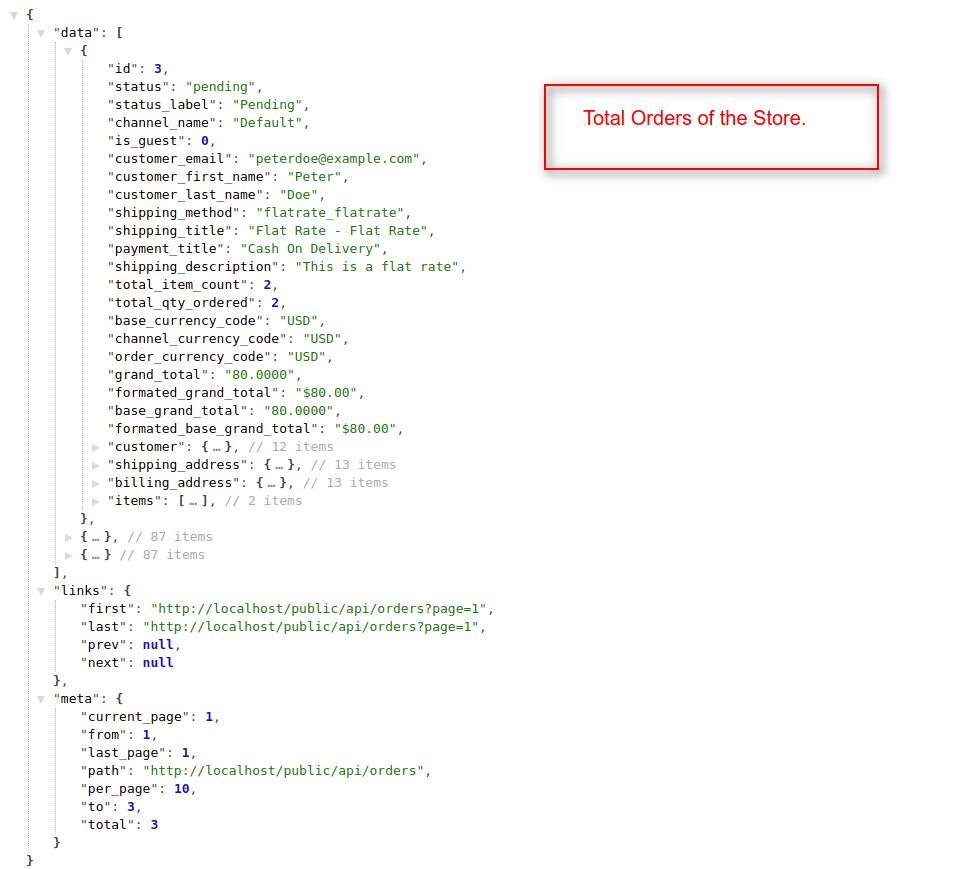 {
"data": [
{
"id": 3,
"status": "pending",
"status_label": "Pending",
"channel_name": "Default",
"is_guest": 0,
"customer_email": "peterdoe@example.com",
"customer_first_name": "Peter",
"customer_last_name": "Doe",
"shipping_method": "flatrate_flatrate",
"shipping_title": "Flat Rate - Flat Rate",
"payment_title": "Cash On Delivery",
"shipping_description": "This is a flat rate",
"total_item_count": 2,
"total_qty_ordered": 2,
"base_currency_code": "USD",
"channel_currency_code": "USD",
"order_currency_code": "USD",
"grand_total": "80.0000",
"formated_grand_total": "$80.00",
"base_grand_total": "80.0000",
"formated_base_grand_total": "$80.00",
"customer": {…}, // 12 items
"shipping_address": {…}, // 13 items
"billing_address": {…}, // 13 items
"items": […], // 2 items
},
{…}, // 87 items
{…} // 87 items
],
"links": {
"first": "http://localhost/public/api/orders?page=1",
"last": "http://localhost/public/api/orders?page=1",
"prev": null,
"next": null
},
"meta": {
"current_page": 1,
"from": 1,
"last_page": 1,
"path": "http://localhost/public/api/orders",
"per_page": 10,
"to": 3,
"total": 3
}
}
Total Orders of the Store.